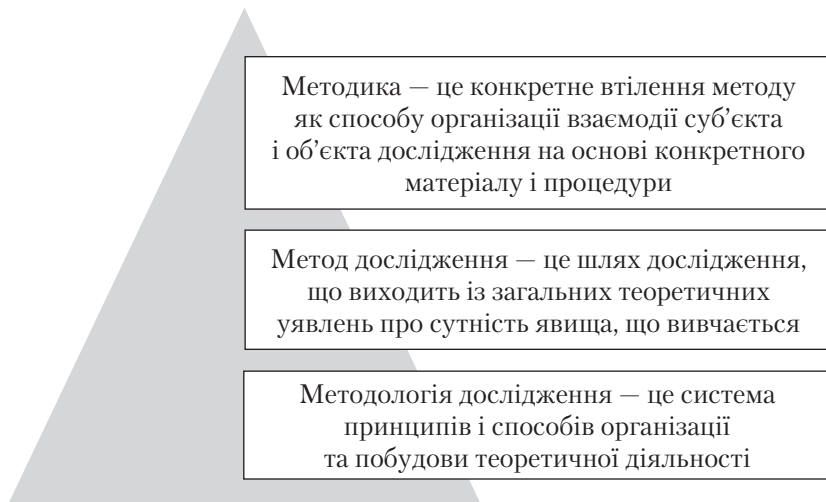 Методика — це конкретне втілення методу
як способу організації взаємодії суб’єкта
і об’єкта дослідження на основі конкретного
матеріалу і процедури
Метод дослідження — це шлях дослідження,
що виходить із загальних теоретичних
уявлень про сутність явища, що вивчається
Методологія дослідження — це система
принципів і способів організації
та побудови теоретичної діяльності